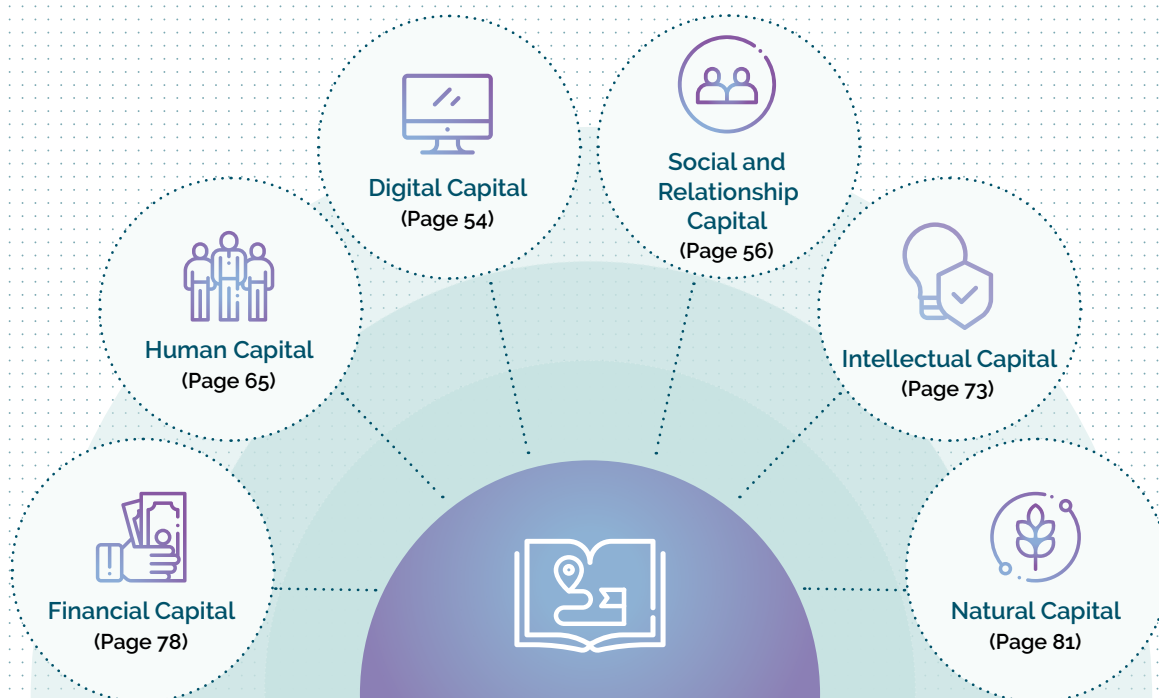 Digital Capital
(Page 54)
Social and
Relationship
Capital
(Page 56)
Human Capital
(Page 65)
Intellectual Capital
(Page 73)
Financial Capital
(Page 78)
Natural Capital
(Page 81)